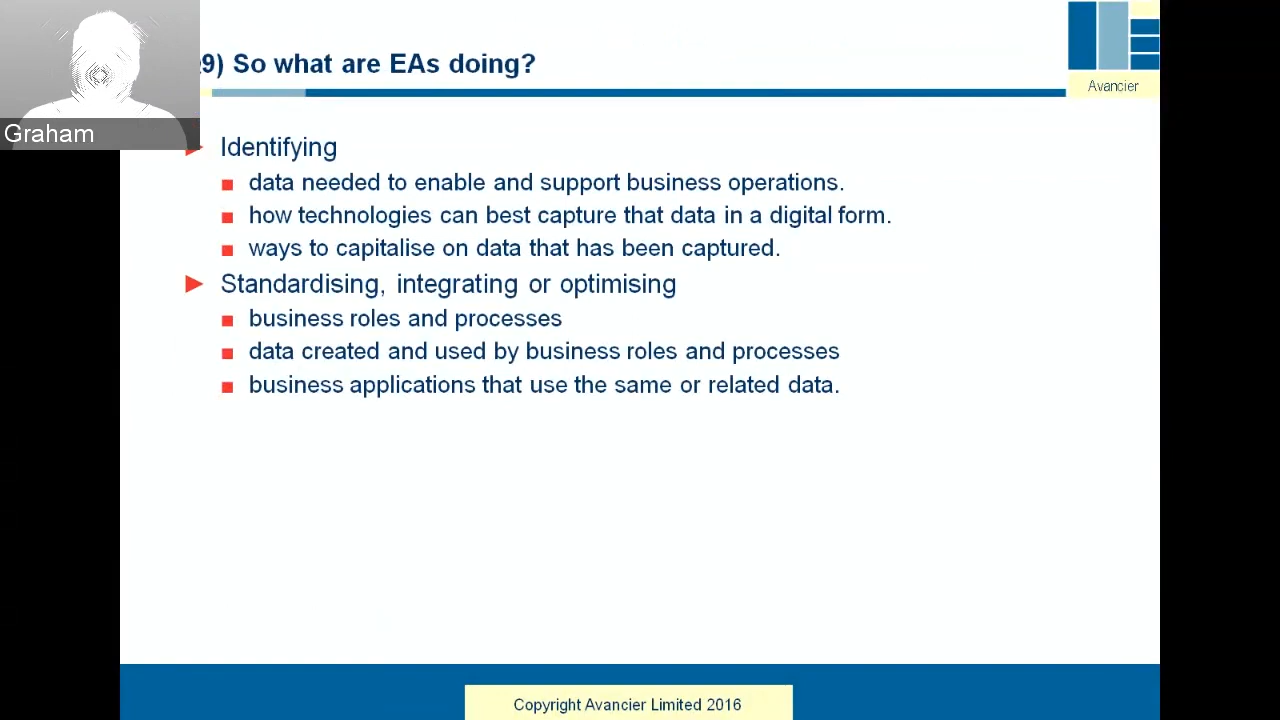 9) So what are EAs doing?
Avancier
Graham
Identifying
data needed to enable and support business operations.
how technologies can best capture that data in a digital form.
ways to capitalise on data that has been captured.
Standardising, integrating or optimising
business roles and processes
data created and used by business roles and processes
business applications that use the same or related data.
Copyright Avancier Limited 2016